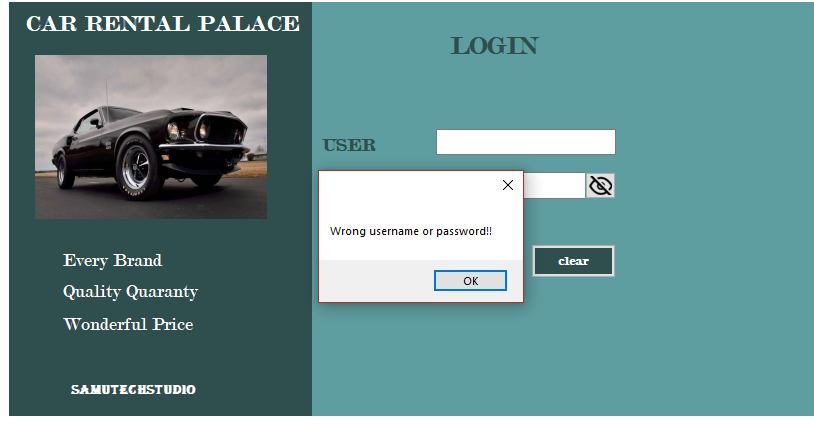 CAR RENTAL PALACE
Every Brand
Quality Quaranty
Wonderful Price
SAMUTECHSTUDIO
LOGIN
USER
Wrong username or password!!
OK
clear